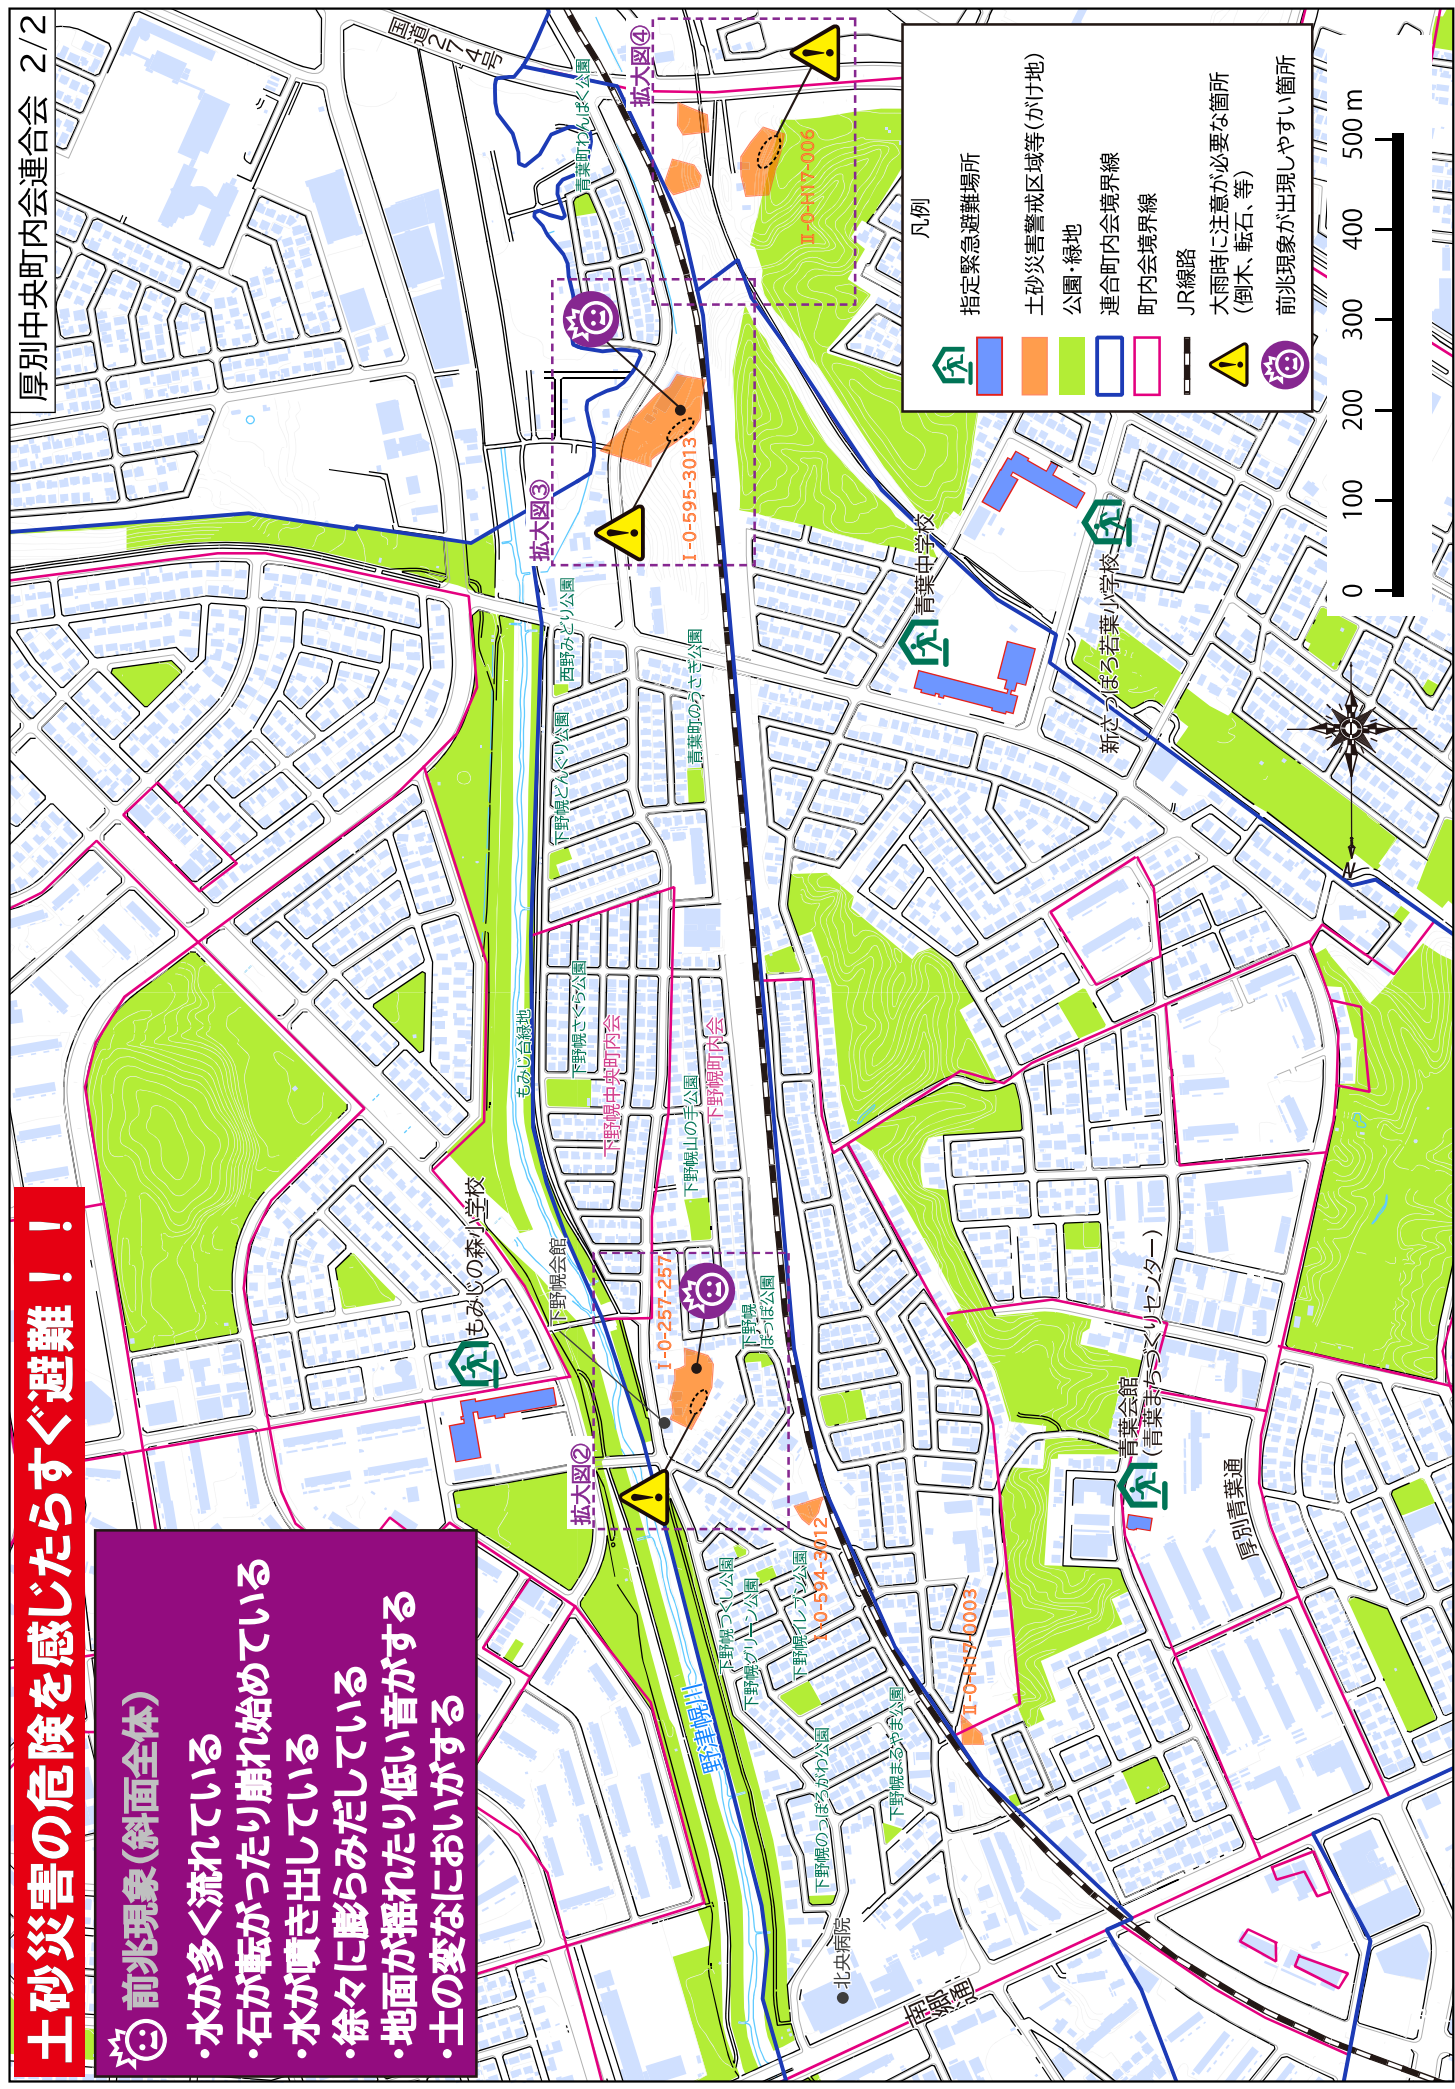 厚別中央町内会連合会 2/2
土砂災害の危険を感じたらすぐ避難！！
前兆現象(斜面全体)
・水が多く流れている
・石が転がったり崩れ始めている
・水が噴き出している
・徐々に膨らみだしている
・地面が揺れたり低い音がする
・土の変なにおいがする
国道274号
青葉町わんぱく公園
拡大図④
II-0-H17-006
拡大図③
I-0-595-3013
西野みどり公園
下野幌どんぐり公園
青葉町のうさぎ公園
青葉中学校
新さっぽろ若葉小学校
もみじ台緑地
下野幌さくら公園
下野幌中央町内会
下野幌町内会
下野幌山の手公園
もみじの森小学校
下野幌会館
I-0-257-257
拡大図②
下野幌
ぽっぽ公園
青葉会館
(青葉まちづくりセンター)
厚別青葉通
下野幌つくし公園
下野幌グリーン公園
下野幌イレブン公園
I-0-594-3012
II-0-H17-0003
野津幌川
下野幌のっぽろがわ公園
下野幌まるやま公園
北央病院
南郷通
凡例
指定緊急避難場所
土砂災害警戒区域等(がけ地)
公園・緑地
連合町内会境界線
町内会境界線
JR線路
大雨時に注意が必要な箇所
(倒木、転石、等)
前兆現象が出現しやすい箇所
0 100 200 300 400 500 m
N